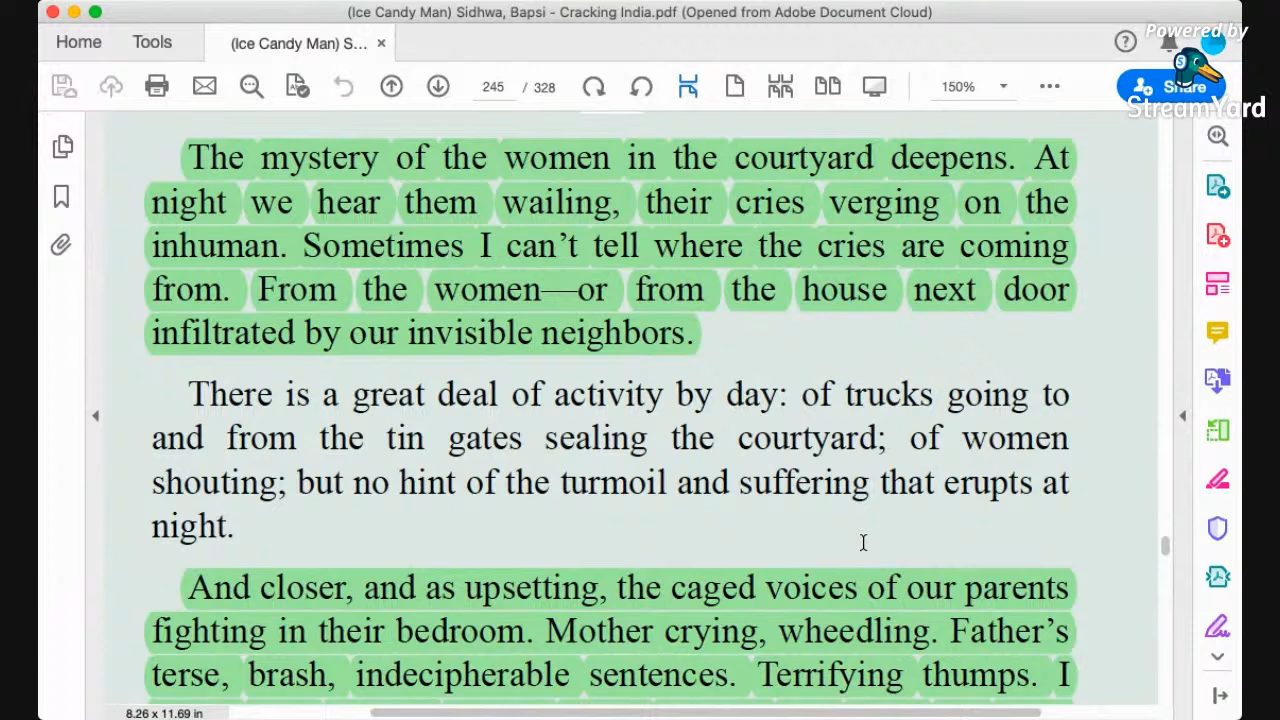 (Ice Candy Man) Sidhwa, Bapsi - Cracking India.pdf (Opened from Adobe Document Cloud)
Powered by
Home Tools (Ice Candy Man) S... ×
245 / 328 150% Share
StreamYard
The mystery of the women in the courtyard deepens. At
night we hear them wailing, their cries verging on the
inhuman. Sometimes I can’t tell where the cries are coming
from. From the women—or from the house next door
infiltrated by our invisible neighbors.
There is a great deal of activity by day: of trucks going to
and from the tin gates sealing the courtyard; of women
shouting; but no hint of the turmoil and suffering that erupts at
night.
And closer, and as upsetting, the caged voices of our parents
fighting in their bedroom. Mother crying, wheedling. Father’s
terse, brash, indecipherable sentences. Terrifying thumps. I
8.26 x 11.69 in